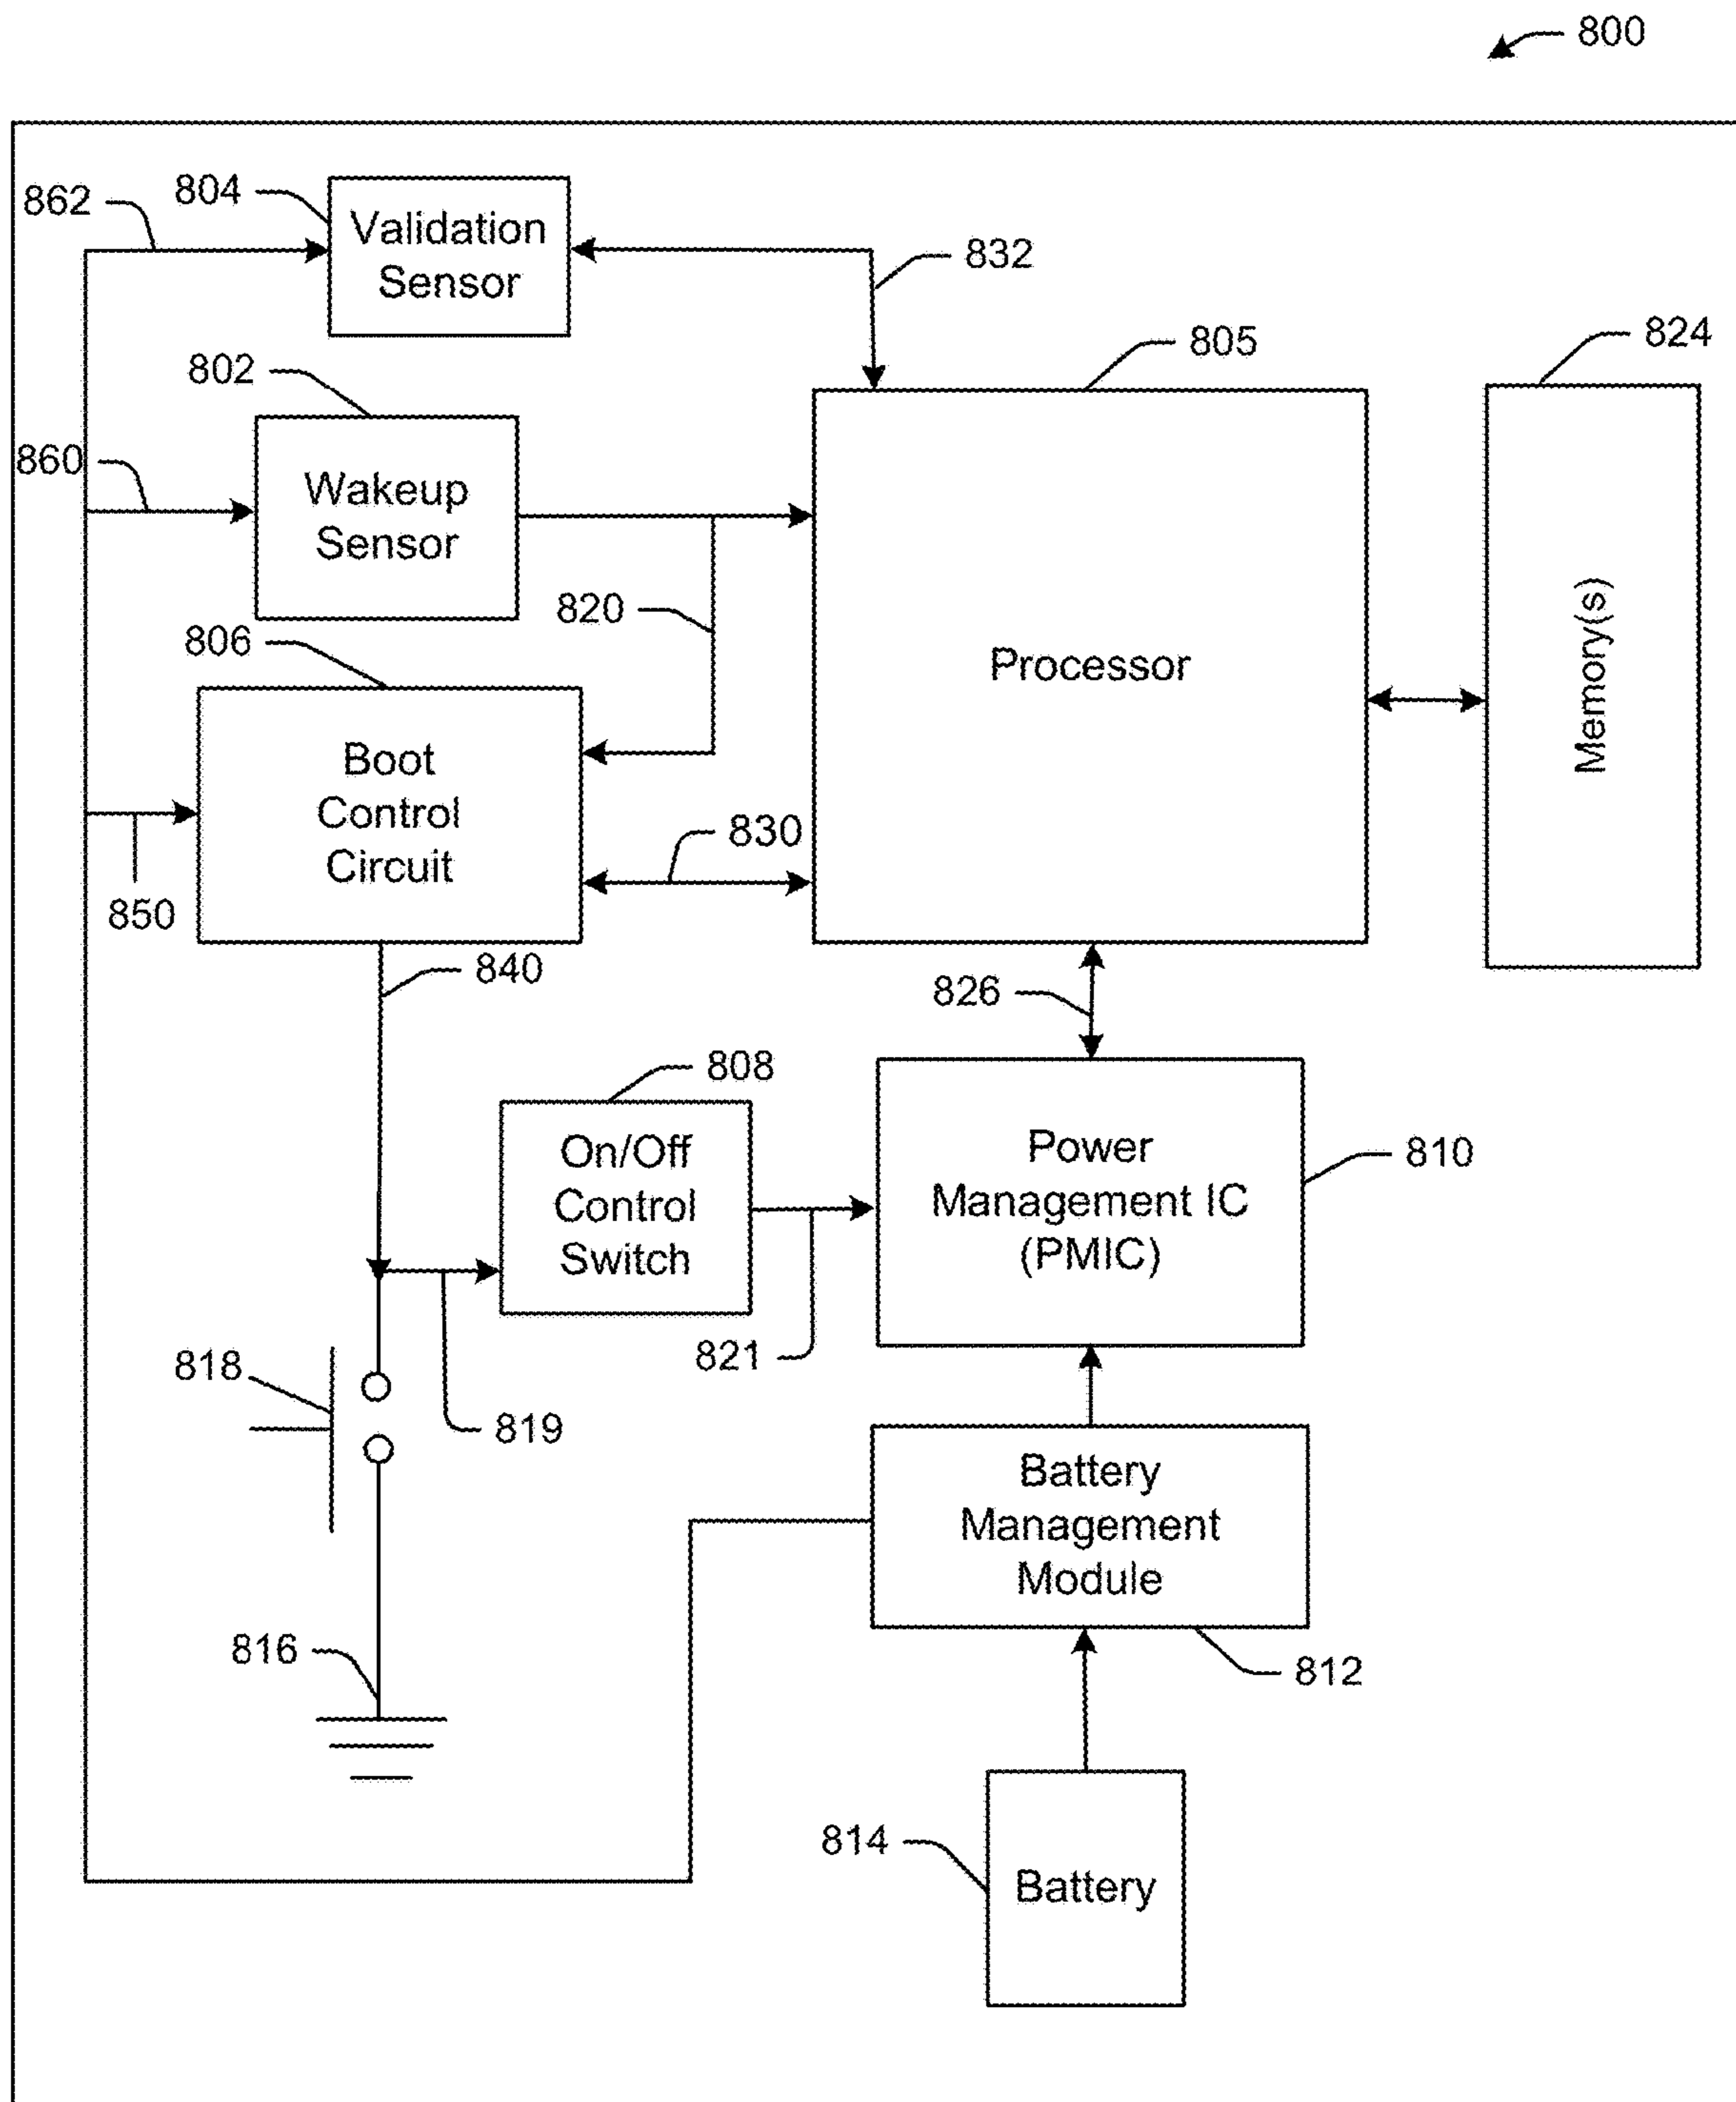 800
862
804
Validation
Sensor
832
805
824
802
860
Wakeup
Sensor
820
806
Processor
Memory(s)
Boot
Control
Circuit
830
850
840
826
808
On/Off
Control
Switch
Power
Management IC
(PMIC)
810
821
818
819
Battery
Management
Module
816
812
814
Battery